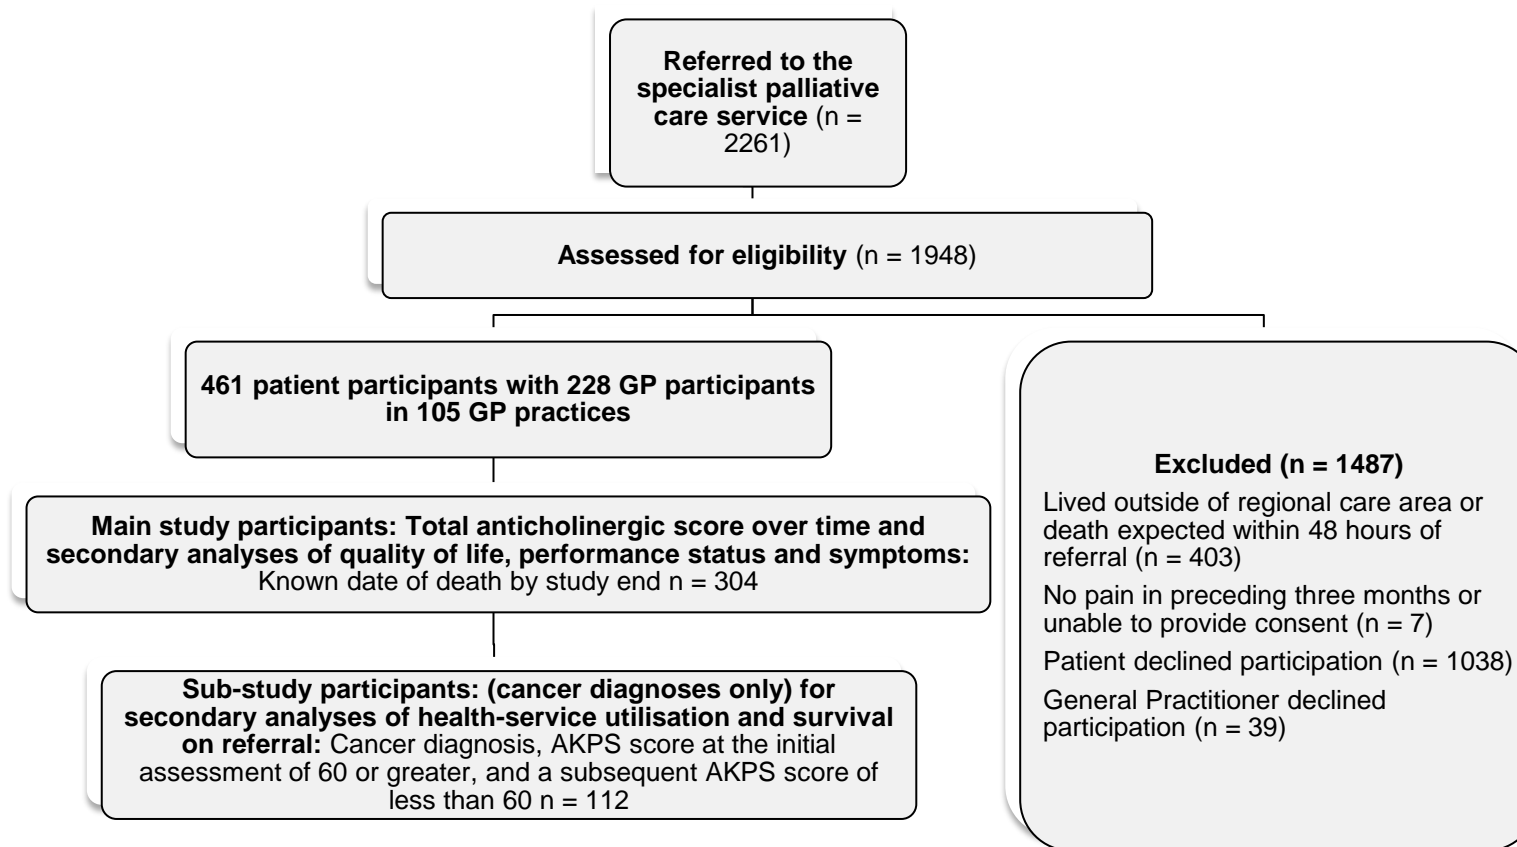 Referred to the
specialist palliative
care service (n =
2261)
Assessed for eligibility (n = 1948)
461 patient participants with 228 GP participants
in 105 GP practices
Main study participants: Total anticholinergic score over time and
secondary analyses of quality of life, performance status and symptoms:
Known date of death by study end n = 304
Sub-study participants: (cancer diagnoses only) for
secondary analyses of health-service utilisation and survival
on referral: Cancer diagnosis, AKPS score at the initial
assessment of 60 or greater, and a subsequent AKPS score of
less than 60 n = 112
Excluded (n = 1487)
Lived outside of regional care area or
death expected within 48 hours of
referral (n = 403)
No pain in preceding three months or
unable to provide consent (n = 7)
Patient declined participation (n = 1038)
General Practitioner declined
participation (n = 39)